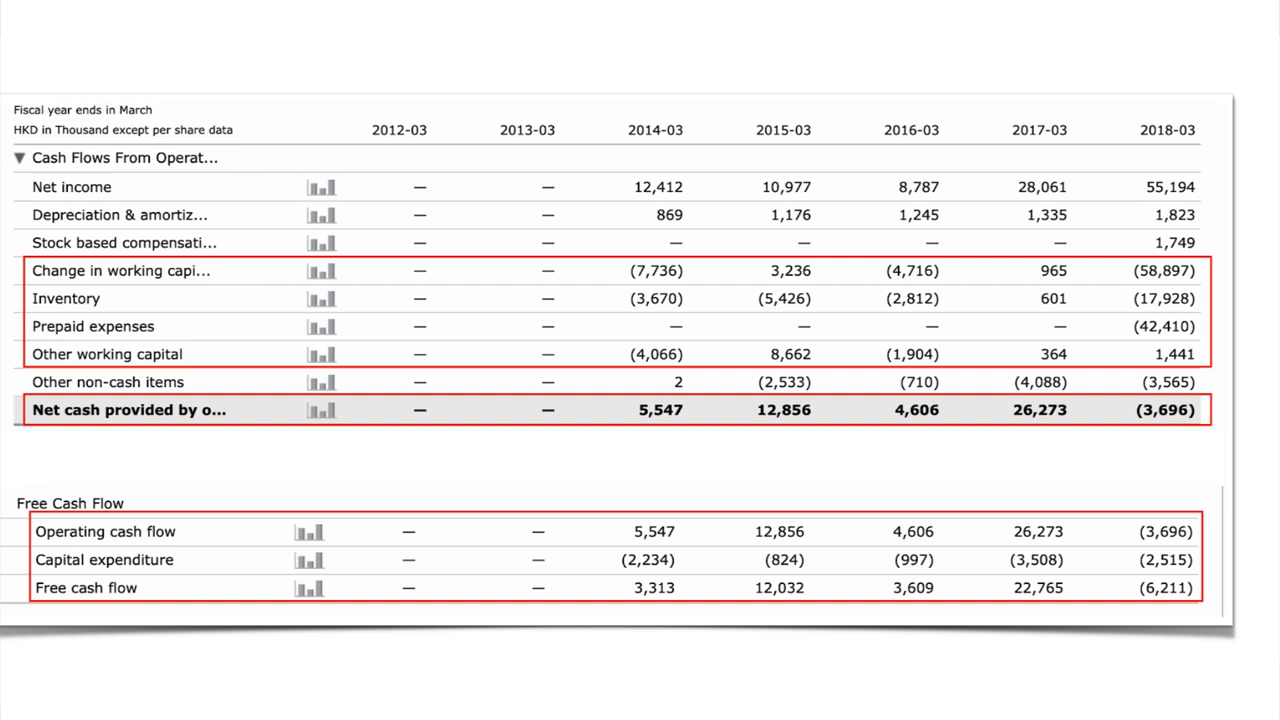 Fiscal year ends in March
HKD in Thousand except per share data 2012-03 2013-03 2014-03 2015-03 2016-03 2017-03 2018-03
▼ Cash Flows From Operat...
Net income — — 12,412 10,977 8,787 28,061 55,194
Depreciation & amortiz... — — 869 1,176 1,245 1,335 1,823
Stock based compensati... — — — — — — 1,749
Change in working capi... — — (7,736) 3,236 (4,716) 965 (58,897)
Inventory — — (3,670) (5,426) (2,812) 601 (17,928)
Prepaid expenses — — — — — — (42,410)
Other working capital — — (4,066) 8,662 (1,904) 364 1,441
Other non-cash items — — 2 (2,533) (710) (4,088) (3,565)
Net cash provided by o... — — 5,547 12,856 4,606 26,273 (3,696)
Free Cash Flow
Operating cash flow — — 5,547 12,856 4,606 26,273 (3,696)
Capital expenditure — — (2,234) (824) (997) (3,508) (2,515)
Free cash flow — — 3,313 12,032 3,609 22,765 (6,211)